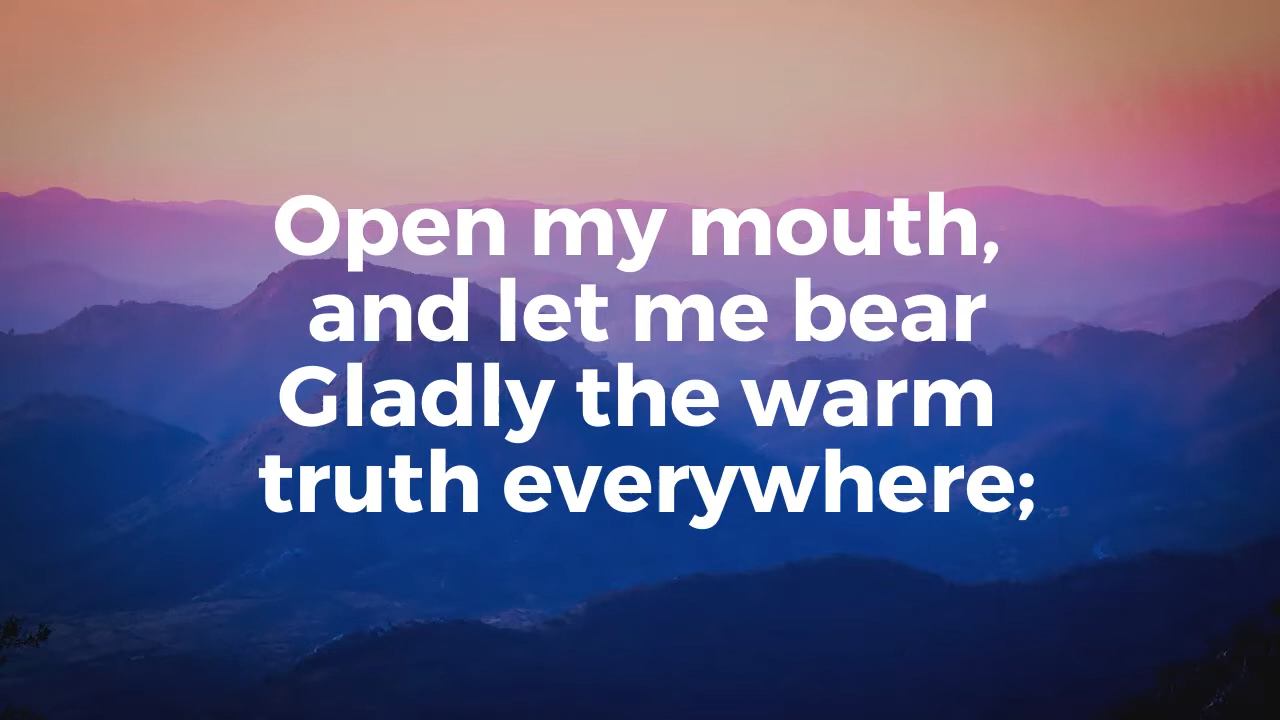 Open my mouth,
and let me bear
Gladly the warm
truth everywhere;